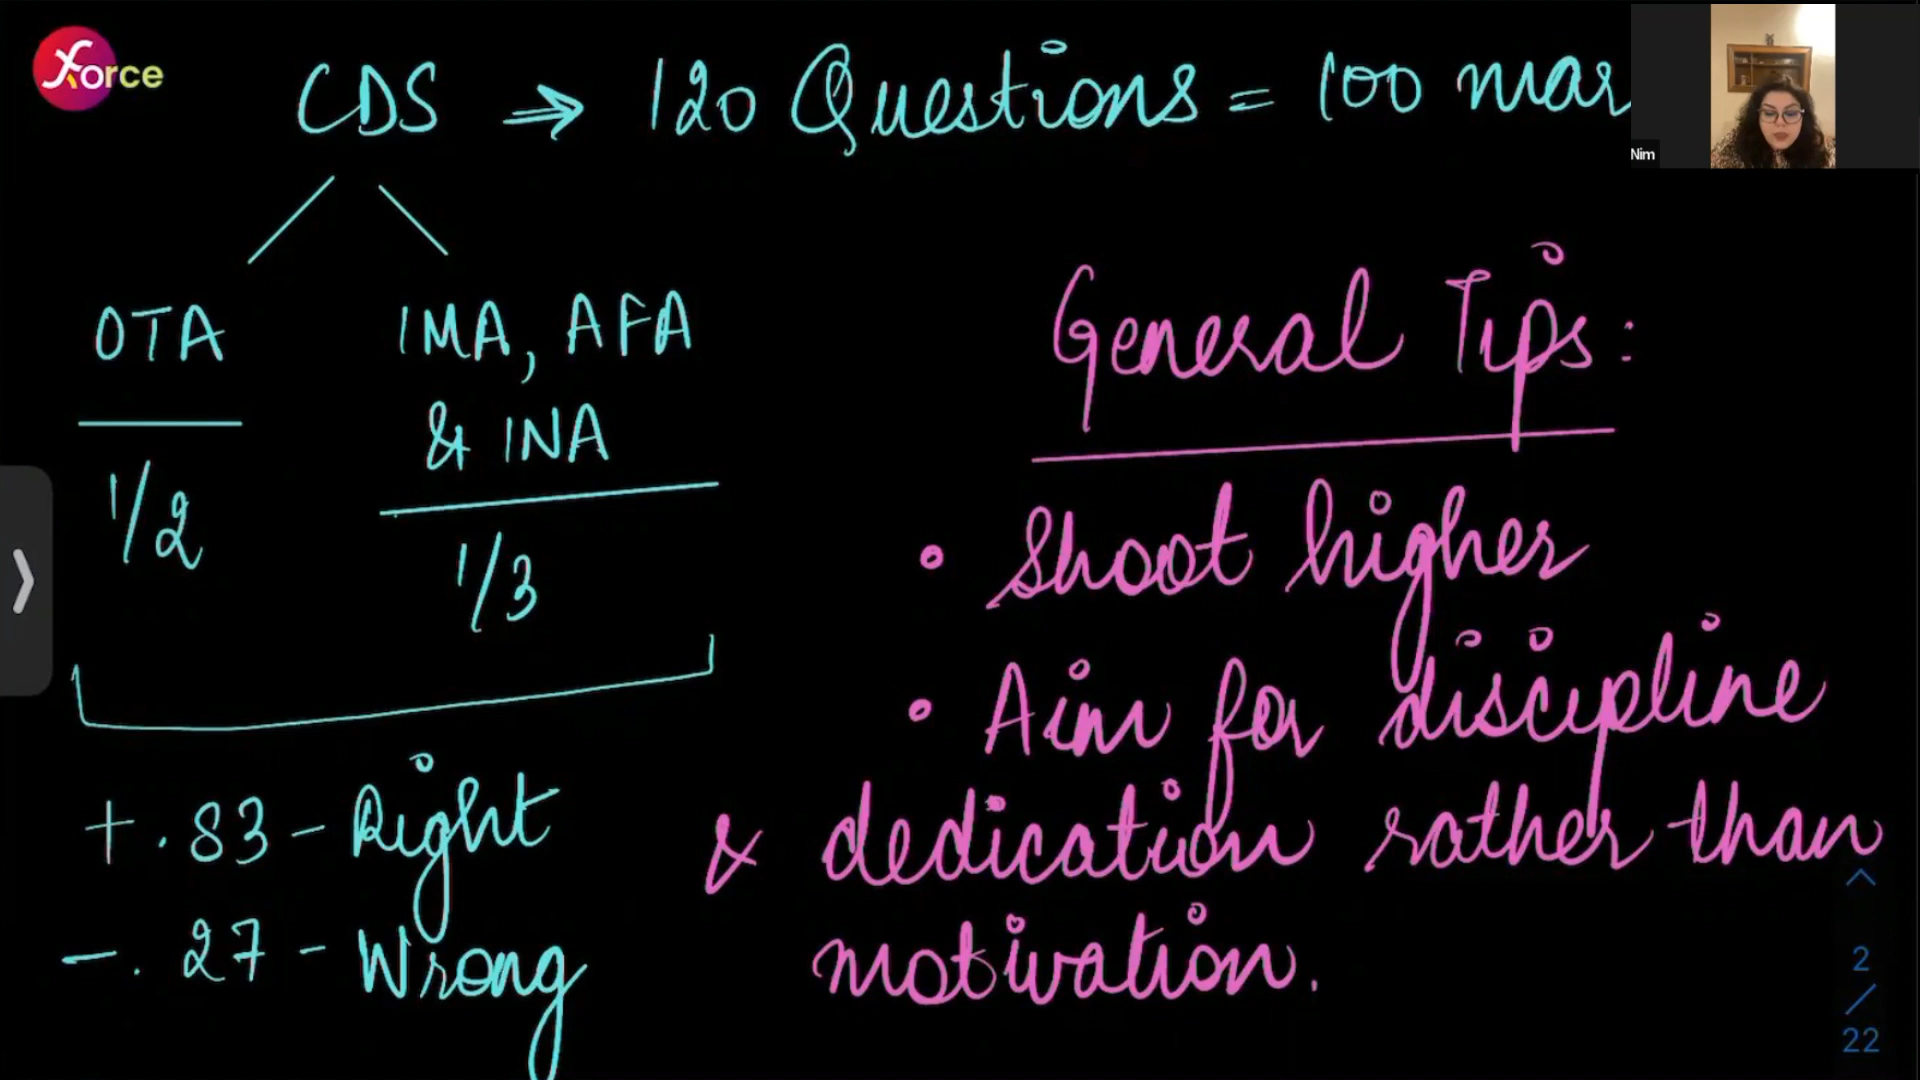 Xforce
CDS ⇒ 120 Questions = 100 mar
Nim
OTA
IMA, AFA
& INA
1/2
1/3
+ .83 - Right
- .27 - Wrong
General Tips:
• Shoot higher
• Aim for discipline
& dedication rather than
motivation.
2
/
22